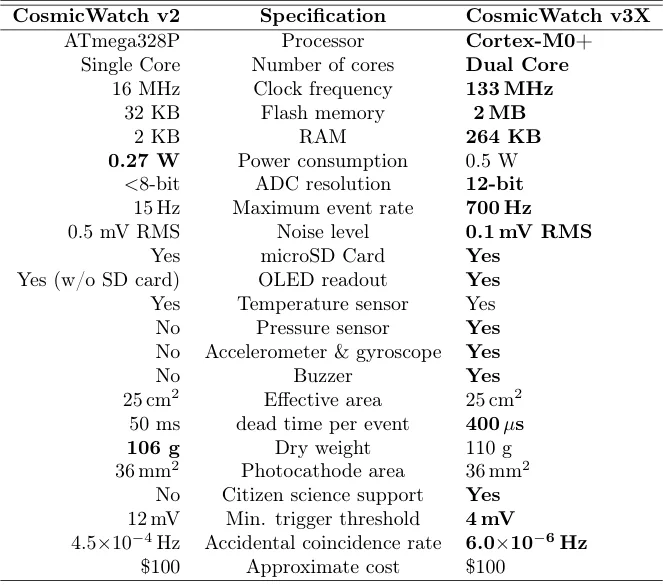 CosmicWatch v2 Specification CosmicWatch v3X
ATmega328P Processor Cortex-M0+
Single Core Number of cores Dual Core
16 MHz Clock frequency 133 MHz
32 KB Flash memory 2 MB
2 KB RAM 264 KB
0.27 W Power consumption 0.5 W
<8-bit ADC resolution 12-bit
15 Hz Maximum event rate 700 Hz
0.5 mV RMS Noise level 0.1 mV RMS
Yes microSD Card Yes
Yes (w/o SD card) OLED readout Yes
Yes Temperature sensor Yes
No Pressure sensor Yes
No Accelerometer & gyroscope Yes
No Buzzer Yes
25 cm² Effective area 25 cm²
50 ms dead time per event 400 μs
106 g Dry weight 110 g
36 mm² Photocathode area 36 mm²
No Citizen science support Yes
12 mV Min. trigger threshold 4 mV
4.5×10⁻⁴ Hz Accidental coincidence rate 6.0×10⁻⁶ Hz
$100 Approximate cost $100